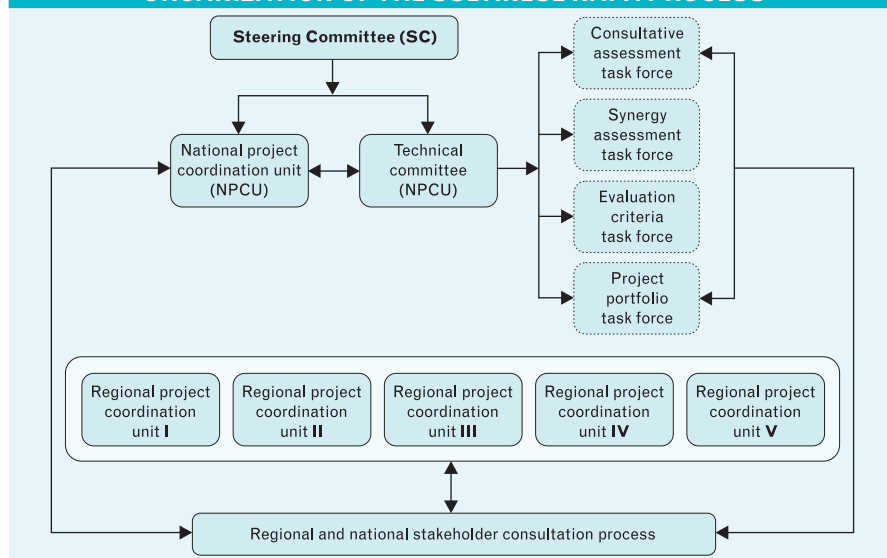 Steering Committee (SC)
National project
coordination unit
(NPCU)
Technical
committee
(NPCU)
Consultative
assessment
task force
Synergy
assessment
task force
Evaluation
criteria
task force
Project
portfolio
task force
Regional project
coordination
unit I
Regional project
coordination
unit II
Regional project
coordination
unit III
Regional project
coordination
unit IV
Regional project
coordination
unit V
Regional and national stakeholder consultation process